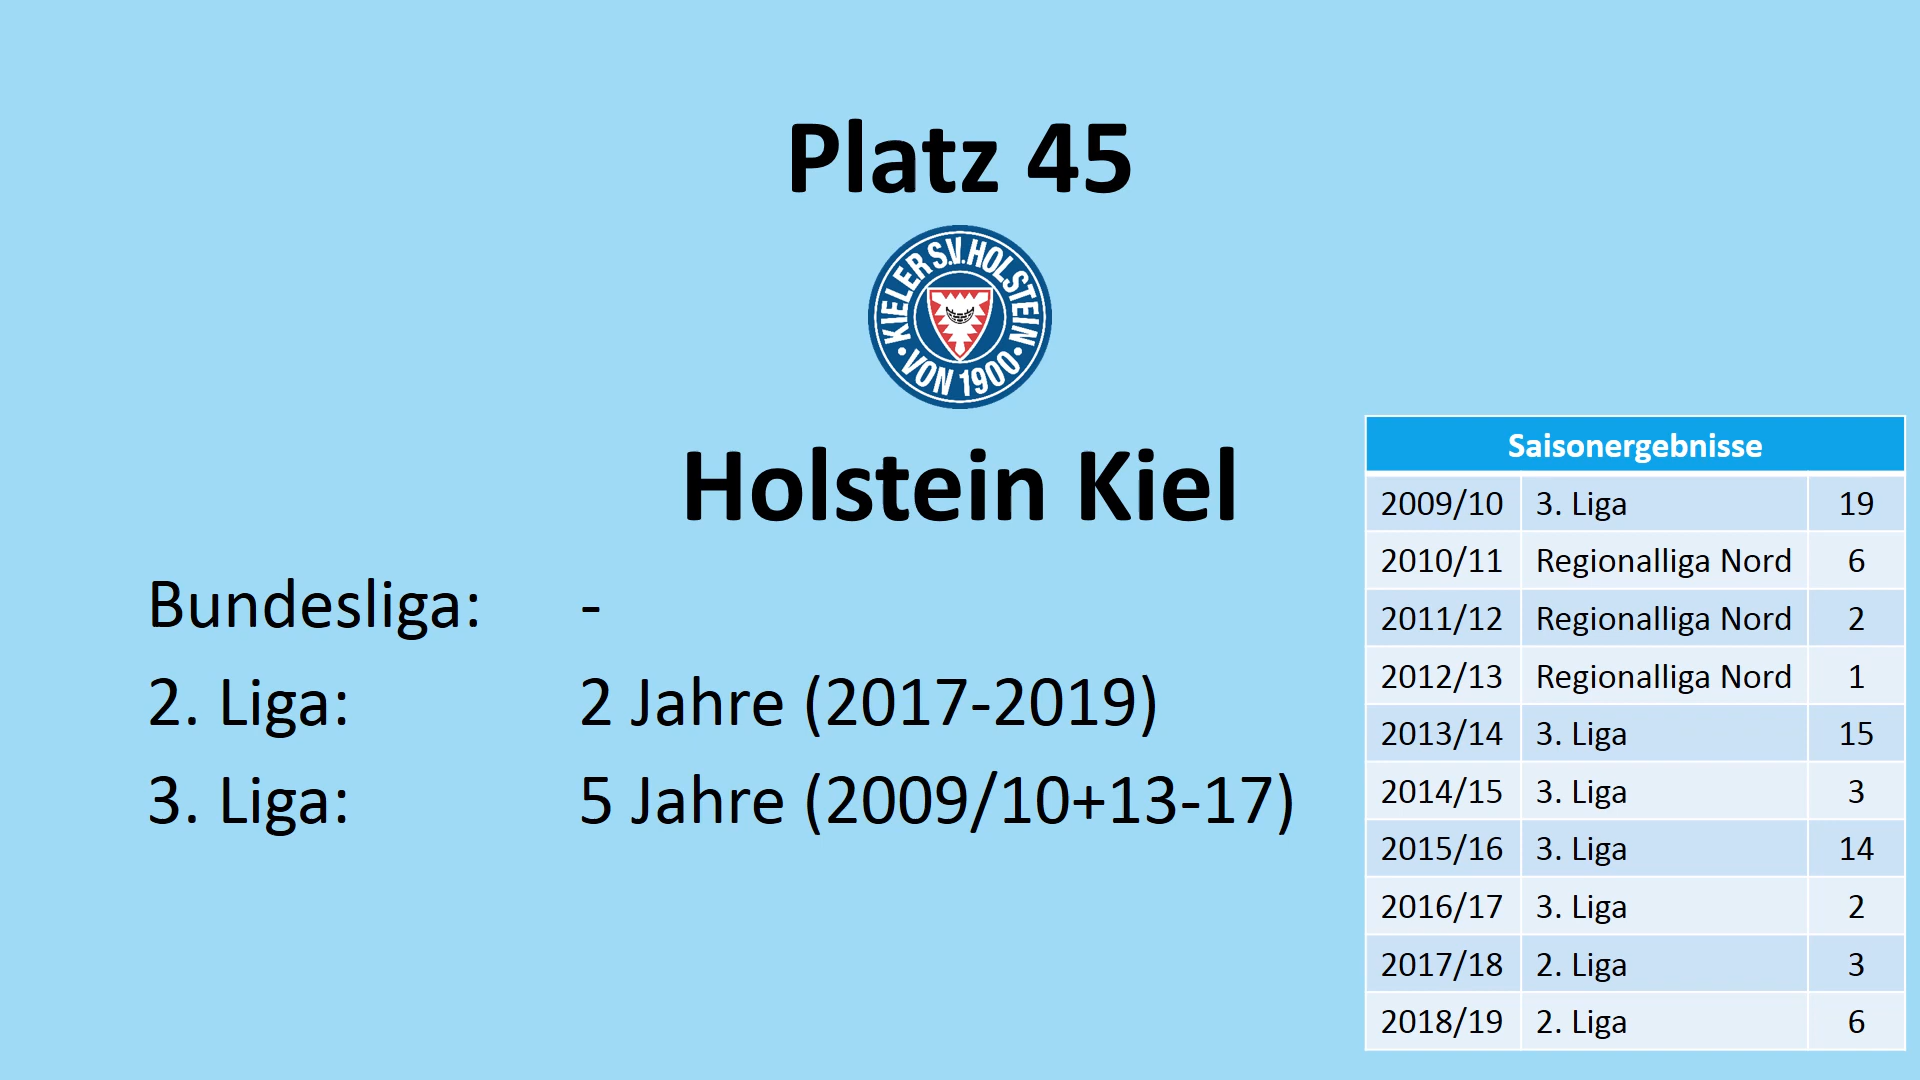 Platz 45
KIELER S.V. HOLSTEIN
VON 1900
Holstein Kiel
Bundesliga: -
2. Liga: 2 Jahre (2017-2019)
3. Liga: 5 Jahre (2009/10+13-17)
Saisonergebnisse
2009/10 3. Liga 19
2010/11 Regionalliga Nord 6
2011/12 Regionalliga Nord 2
2012/13 Regionalliga Nord 1
2013/14 3. Liga 15
2014/15 3. Liga 3
2015/16 3. Liga 14
2016/17 3. Liga 2
2017/18 2. Liga 3
2018/19 2. Liga 6